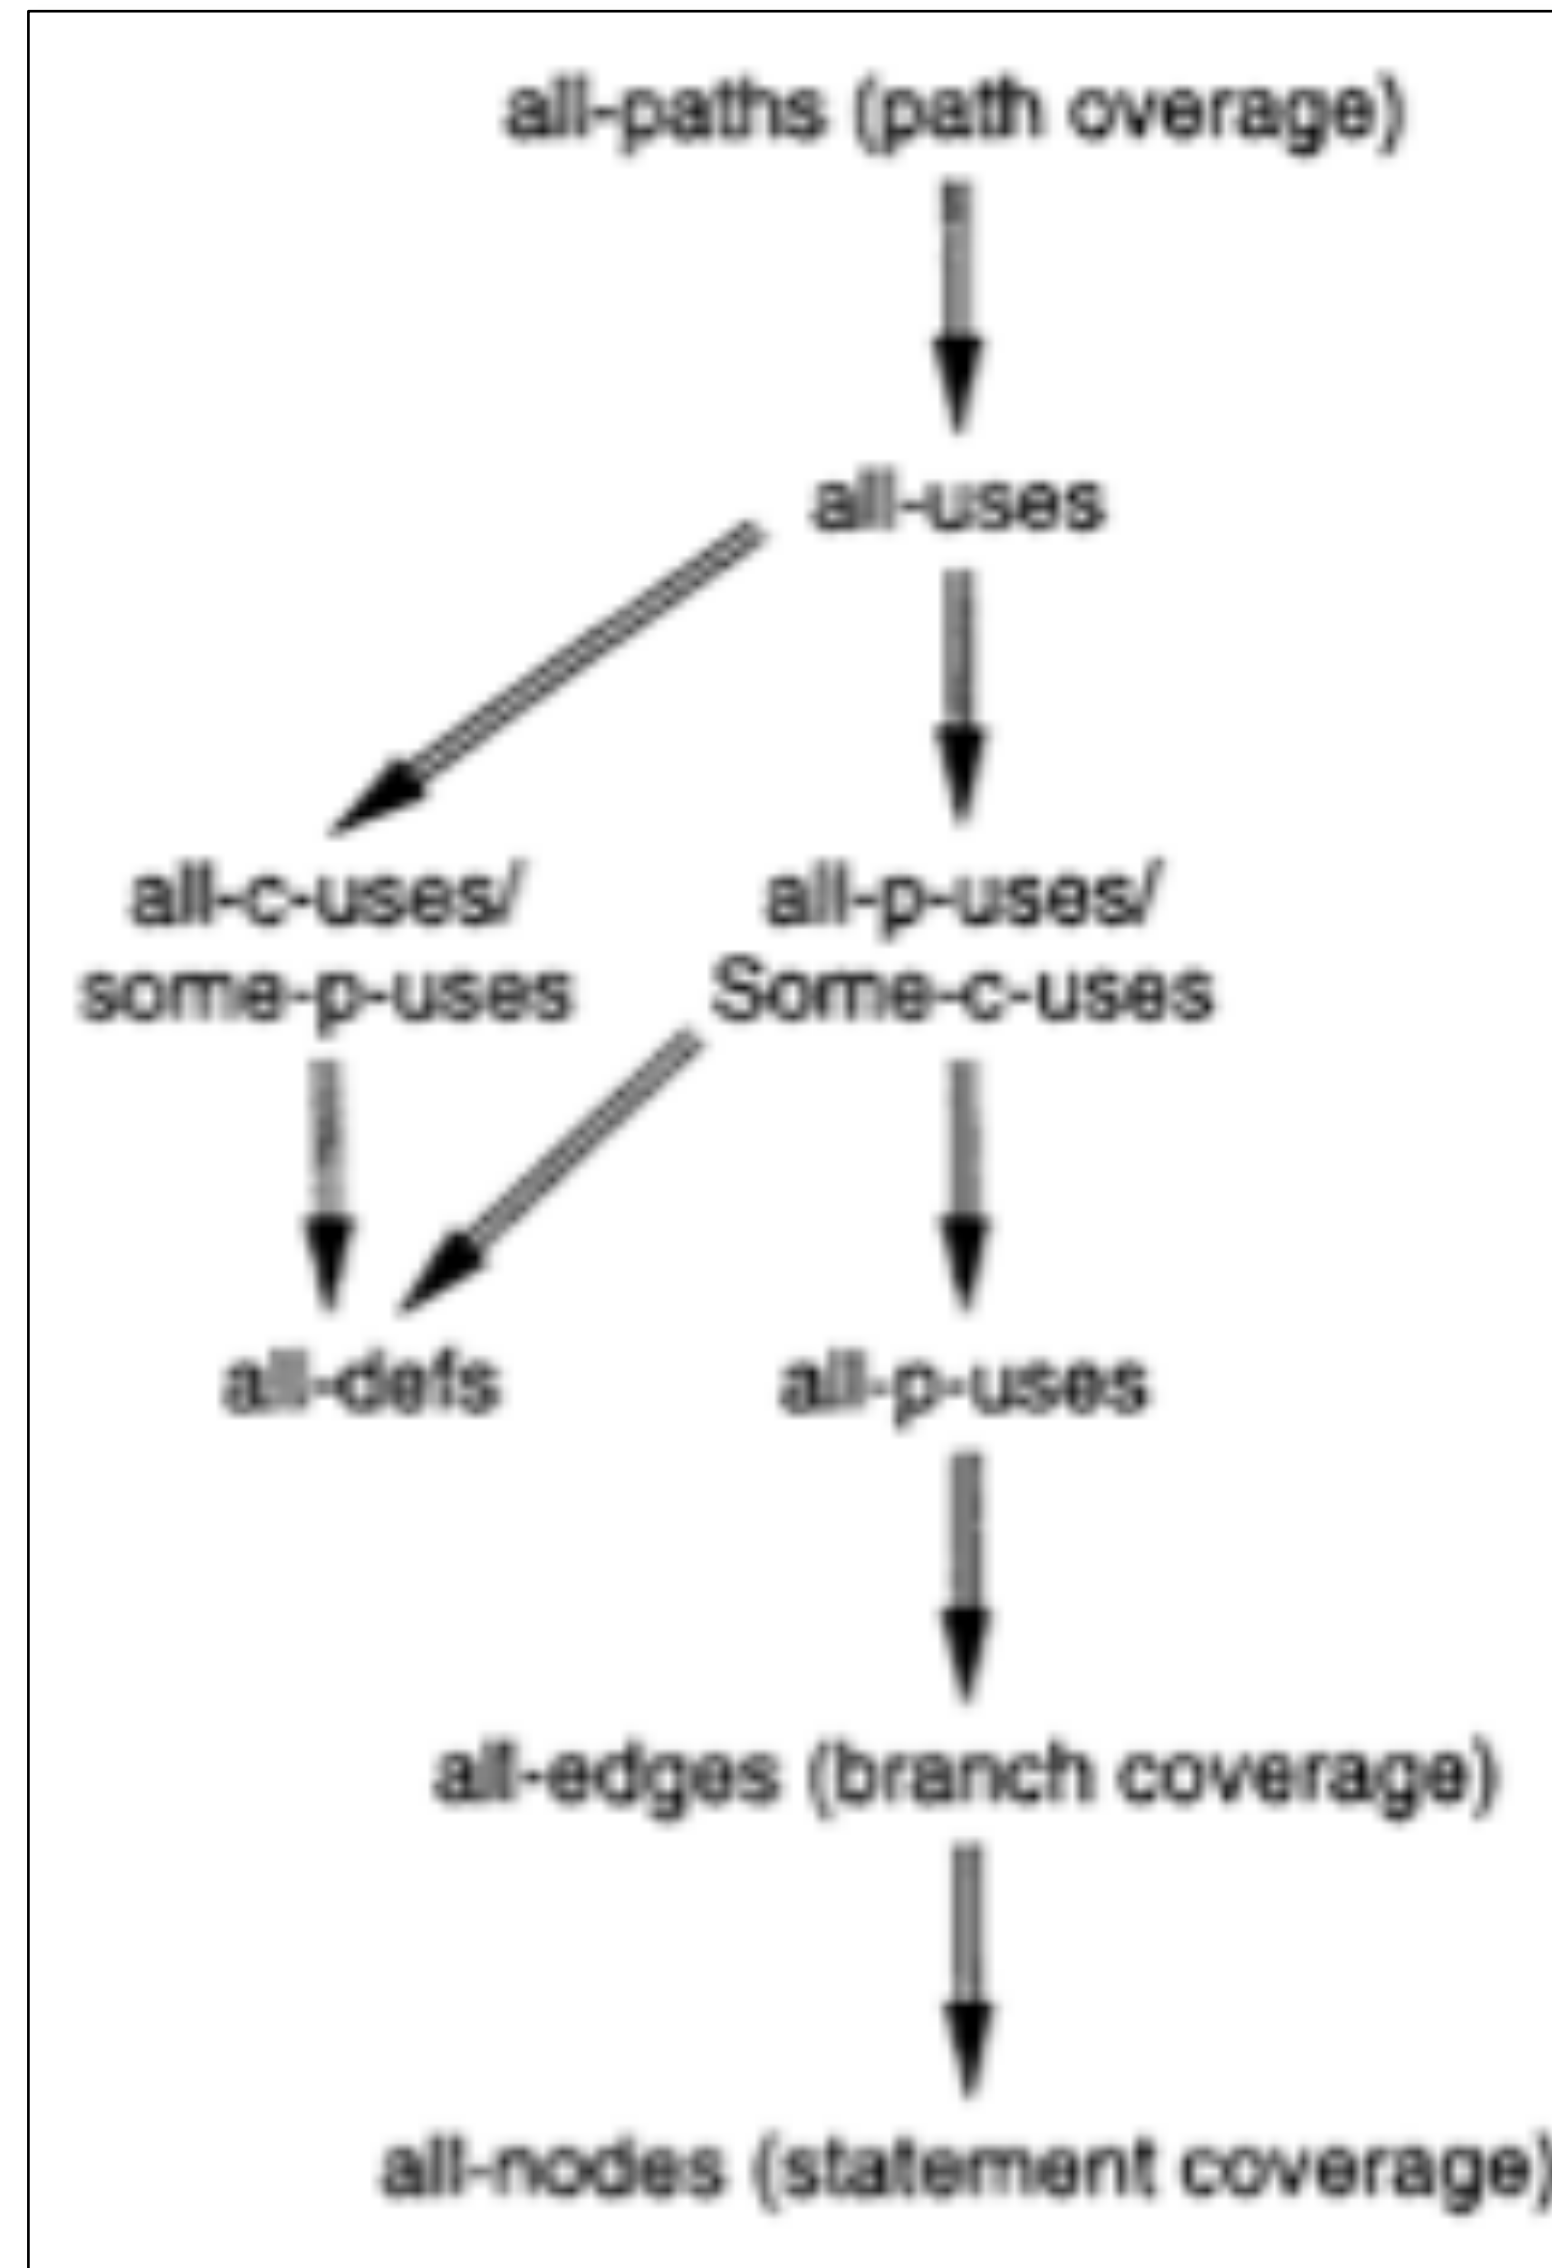 all-paths (path overage)
all-uses
all-c-uses/
some-p-uses
all-p-uses/
Some-c-uses
all-defs
all-p-uses
all-edges (branch coverage)
all-nodes (statement coverage)